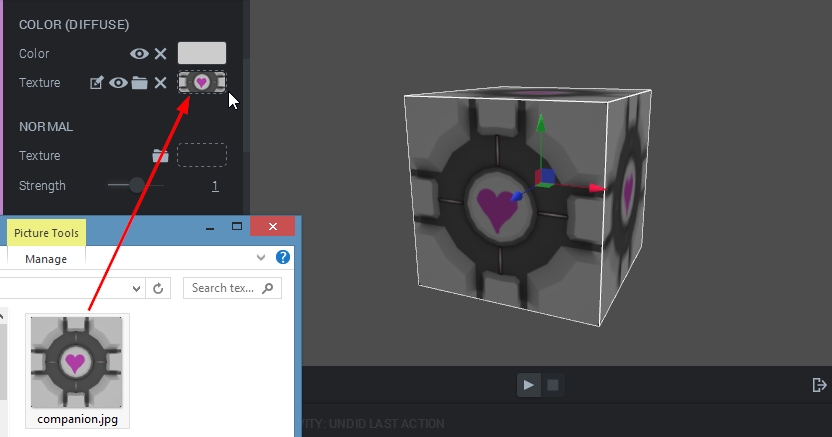 COLOR (DIFFUSE)
Color
Texture
NORMAL
Texture
Strength
1
Picture Tools
Manage
Search tex...
companion.jpg
VITY: UNDID LAST ACTION